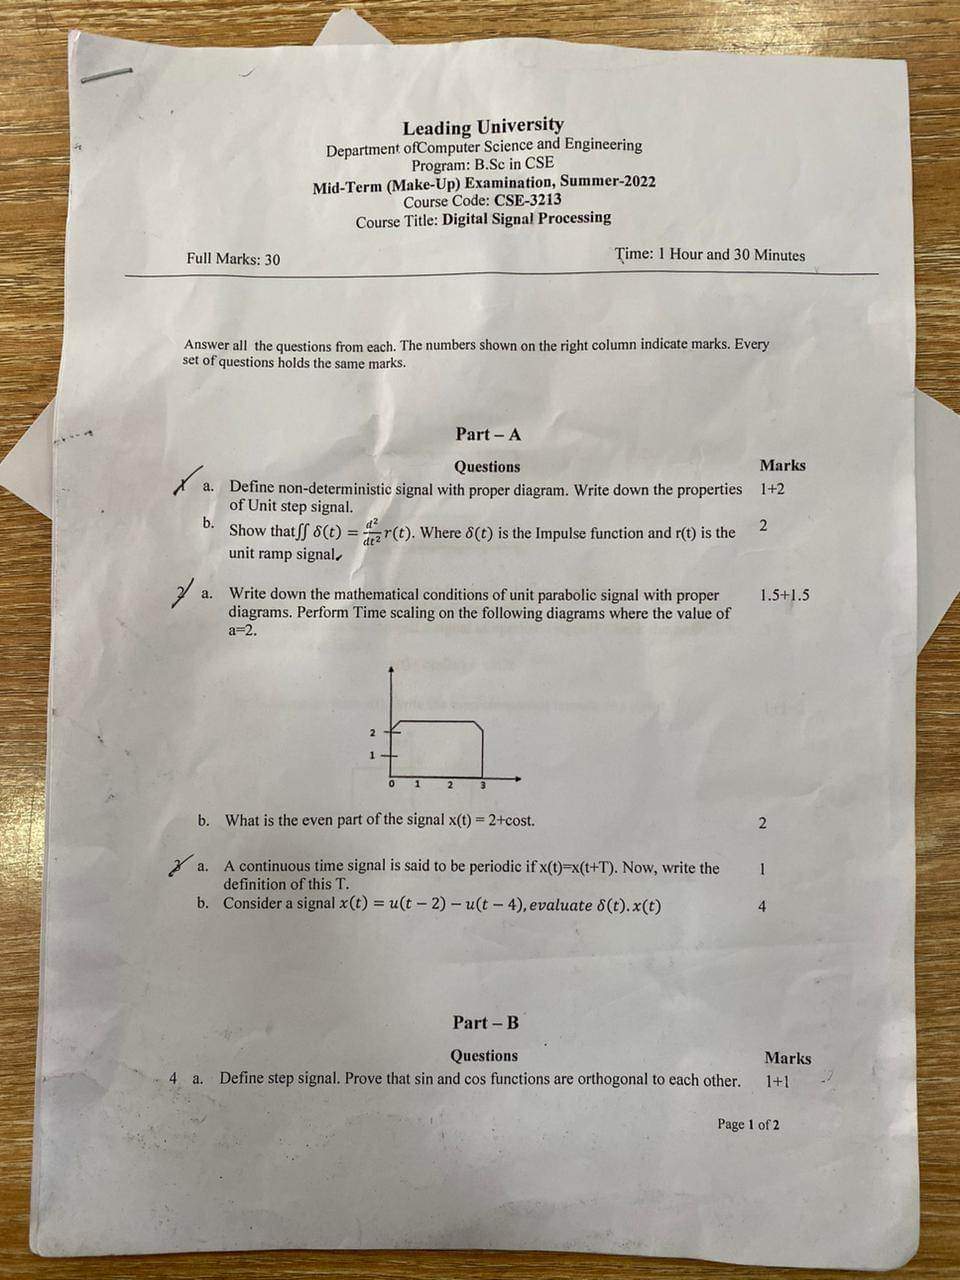 Leading University
Department ofComputer Science and Engineering
Program: B.Sc in CSE
Mid-Term (Make-Up) Examination, Summer-2022
Course Code: CSE-3213
Course Title: Digital Signal Processing
Full Marks: 30 Time: 1 Hour and 30 Minutes
Answer all the questions from each. The numbers shown on the right column indicate marks. Every
set of questions holds the same marks.
Part – A
Questions Marks
1 a. Define non-deterministic signal with proper diagram. Write down the properties 1+2
of Unit step signal.
b. Show that∬ δ(t) = d²/dt² r(t). Where δ(t) is the Impulse function and r(t) is the 2
unit ramp signal.
2 a. Write down the mathematical conditions of unit parabolic signal with proper 1.5+1.5
diagrams. Perform Time scaling on the following diagrams where the value of
a=2.
2
1
0 1 2 3
b. What is the even part of the signal x(t) = 2+cost. 2
3 a. A continuous time signal is said to be periodic if x(t)=x(t+T). Now, write the 1
definition of this T.
b. Consider a signal x(t) = u(t − 2) − u(t − 4), evaluate δ(t). x(t) 4
Part – B
Questions Marks
4 a. Define step signal. Prove that sin and cos functions are orthogonal to each other. 1+1
Page 1 of 2